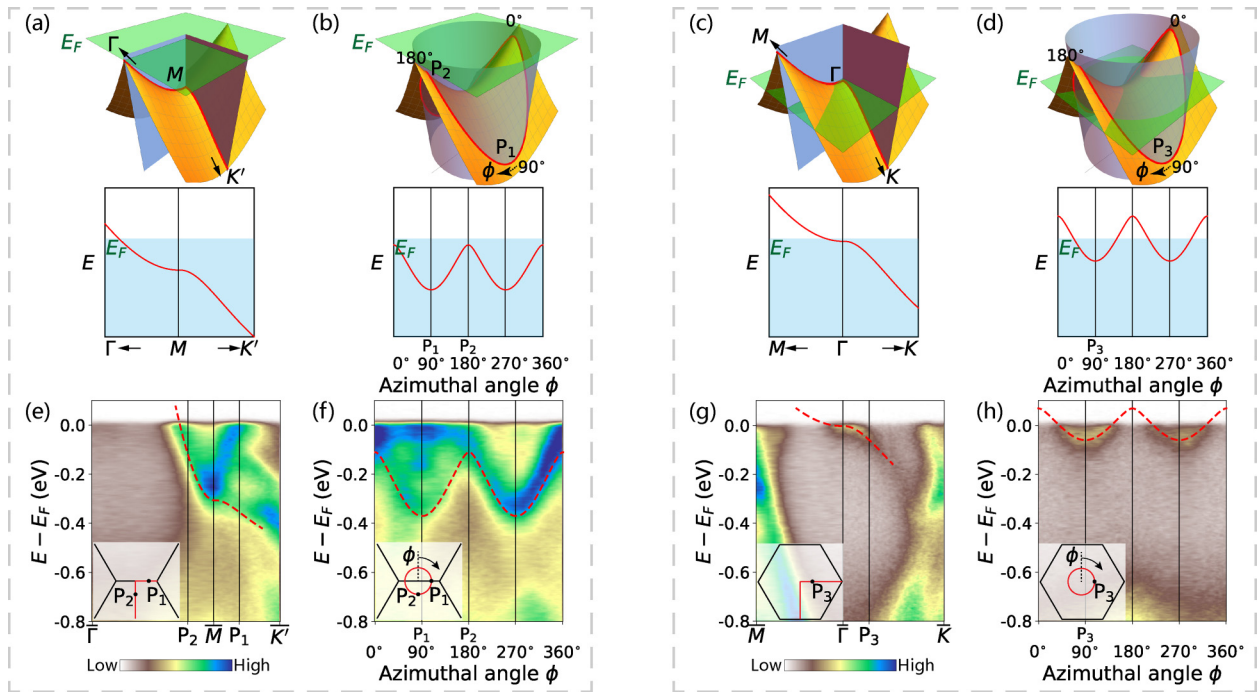 (a)
E_F
Γ
M
K′
(b)
E_F
0°
180°
P₂
P₁
ϕ
90°
E
E_F
Γ ← M → K′
E
E_F
P₁ P₂
0° 90° 180° 270° 360°
Azimuthal angle ϕ
(e)
E − E_F (eV)
0.0
-0.2
-0.4
-0.6
-0.8
P₂ P₁
Γ̅ P₂ M̅ P₁ K̅′
Low High
(f)
E − E_F (eV)
0.0
-0.2
-0.4
-0.6
-0.8
ϕ
P₂ P₁
P₁ P₂
0° 90° 180° 270° 360°
Azimuthal angle ϕ
(c)
M
E_F
Γ
K
(d)
E_F
0°
180°
P₃
ϕ
90°
E
E_F
M ← Γ → K
E
E_F
P₃
0° 90° 180° 270° 360°
Azimuthal angle ϕ
(g)
E − E_F (eV)
0.0
-0.2
-0.4
-0.6
-0.8
P₃
M̅ Γ̅ P₃ K̅
Low High
(h)
E − E_F (eV)
0.0
-0.2
-0.4
-0.6
-0.8
ϕ
P₃
P₃
0° 90° 180° 270° 360°
Azimuthal angle ϕ